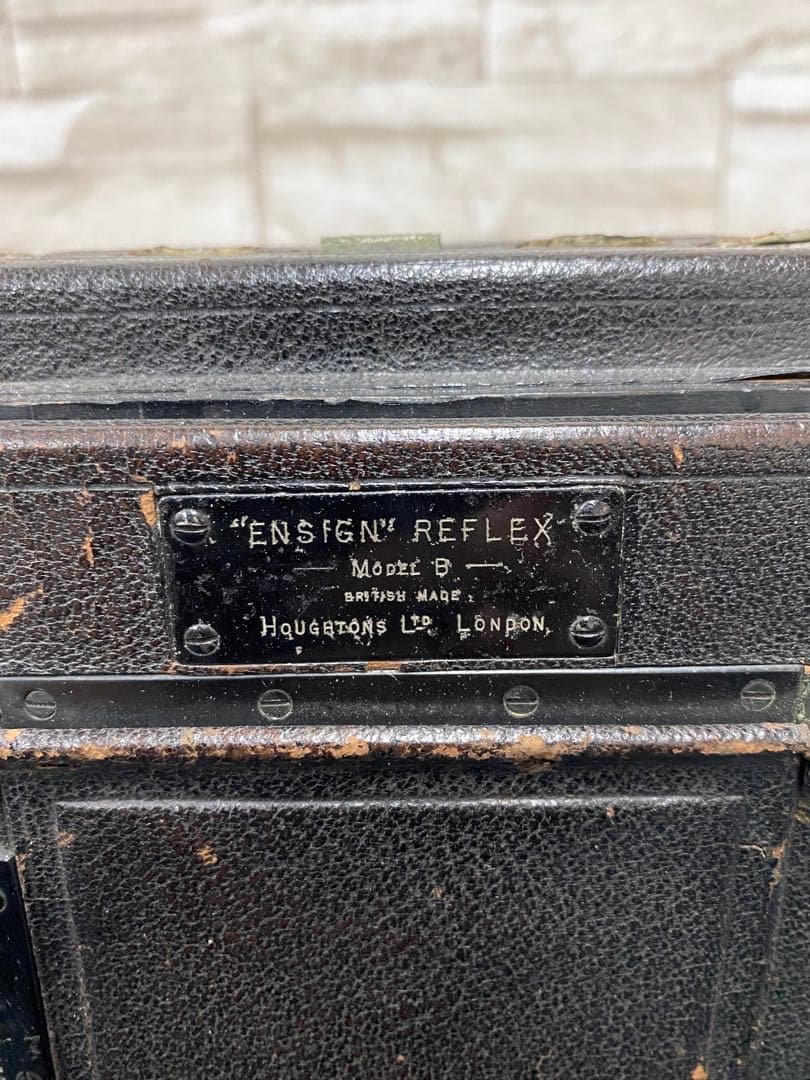 "ENSIGN" REFLEX
— MODEL B —
BRITISH MADE.
HOUGHTONS LTD LONDON.